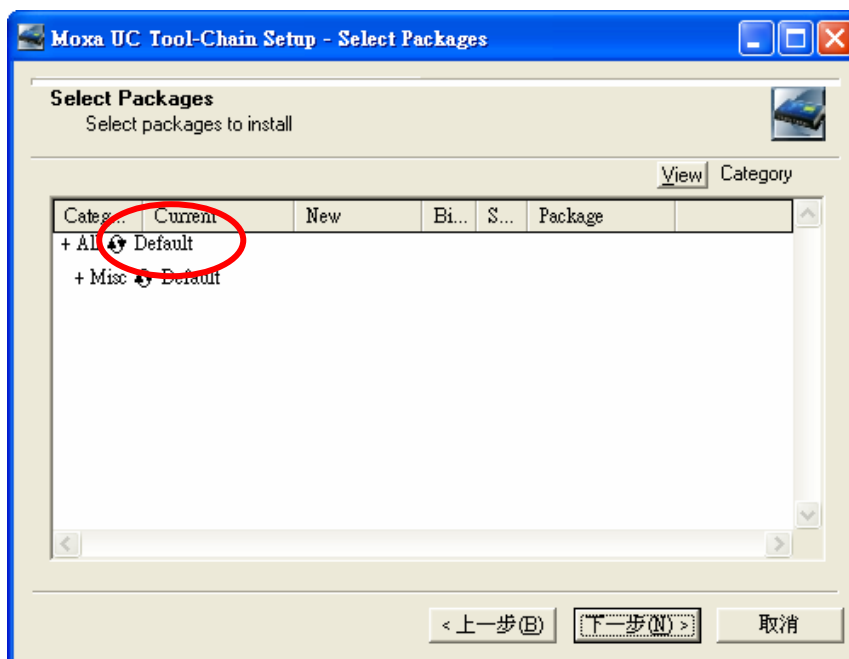 Moxa UC Tool-Chain Setup - Select Packages
Select Packages
Select packages to install
View Category
Categ... Current New Bi... S... Package
+ All Default
+ Misc Default
<上一步(B) 下一步(N)> 取消